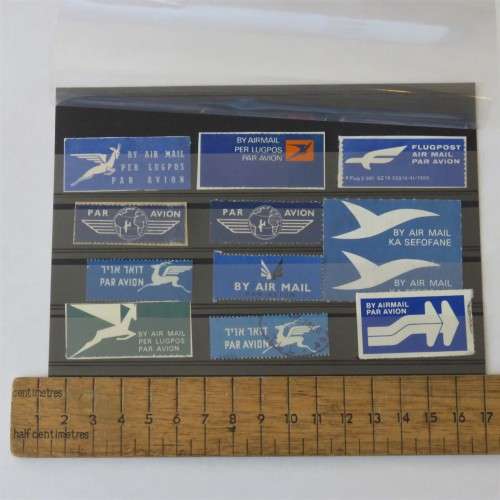 BY AIR MAIL
PER LUGPOS
PAR AVION
BY AIRMAIL
PER LUGPOS
PAR AVION
FLUGPOST
AIR MAIL
PAR AVION
PAR AVION
PAR AVION
BY AIR MAIL
KA SEFOFANE
BY AIR MAIL
דואר אויר
PAR AVION
BY AIR MAIL
BY AIR MAIL
PER LUGPOS
PAR AVION
דואר אויר
PAR AVION
BY AIRMAIL
PAR AVION
centimetres
1 2 3 4 5 6 7 8 9 10 11 12 13 14 15 16 17
half centimetres